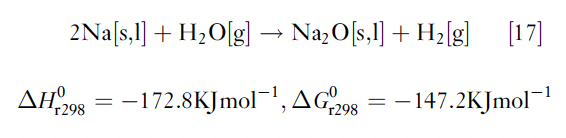 2Na[s,l] + H₂O[g] → Na₂O[s,l] + H₂[g] [17]
ΔH⁰ᵣ₂₉₈ = −172.8KJmol⁻¹, ΔG⁰ᵣ₂₉₈ = −147.2KJmol⁻¹